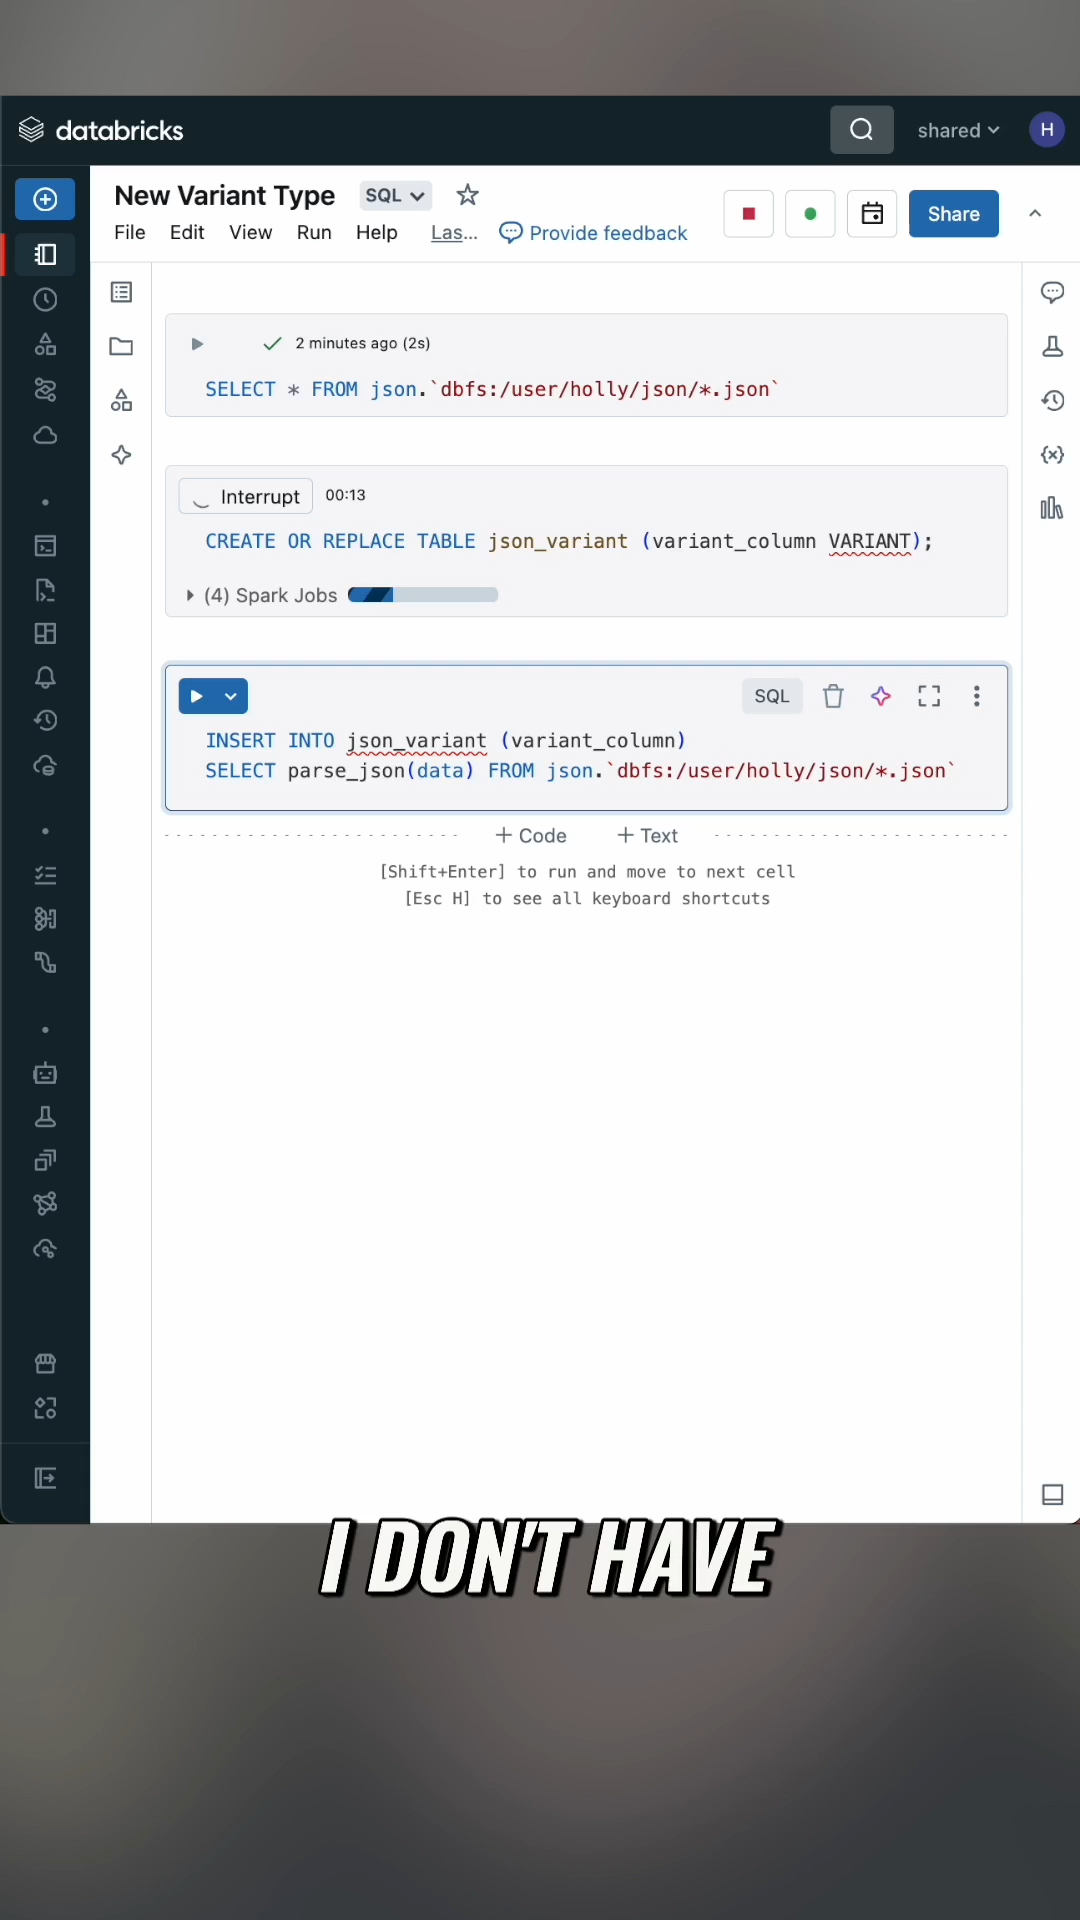 databricks
shared
H
New Variant Type
SQL
File Edit View Run Help Las... Provide feedback
Share
2 minutes ago (2s)
SELECT * FROM json.`dbfs:/user/holly/json/*.json`
Interrupt 00:13
CREATE OR REPLACE TABLE json_variant (variant_column VARIANT);
(4) Spark Jobs
SQL
INSERT INTO json_variant (variant_column)
SELECT parse_json(data) FROM json.`dbfs:/user/holly/json/*.json`
+ Code + Text
[Shift+Enter] to run and move to next cell
[Esc H] to see all keyboard shortcuts
I DON'T HAVE